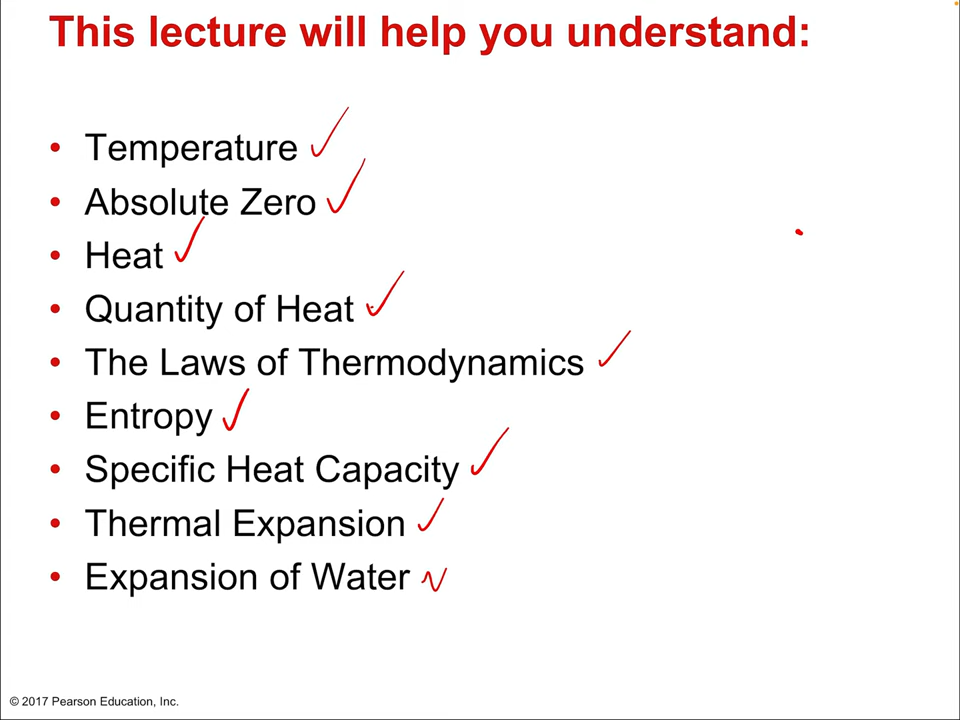 This lecture will help you understand:
• Temperature
• Absolute Zero
• Heat
• Quantity of Heat
• The Laws of Thermodynamics
• Entropy
• Specific Heat Capacity
• Thermal Expansion
• Expansion of Water
© 2017 Pearson Education, Inc.